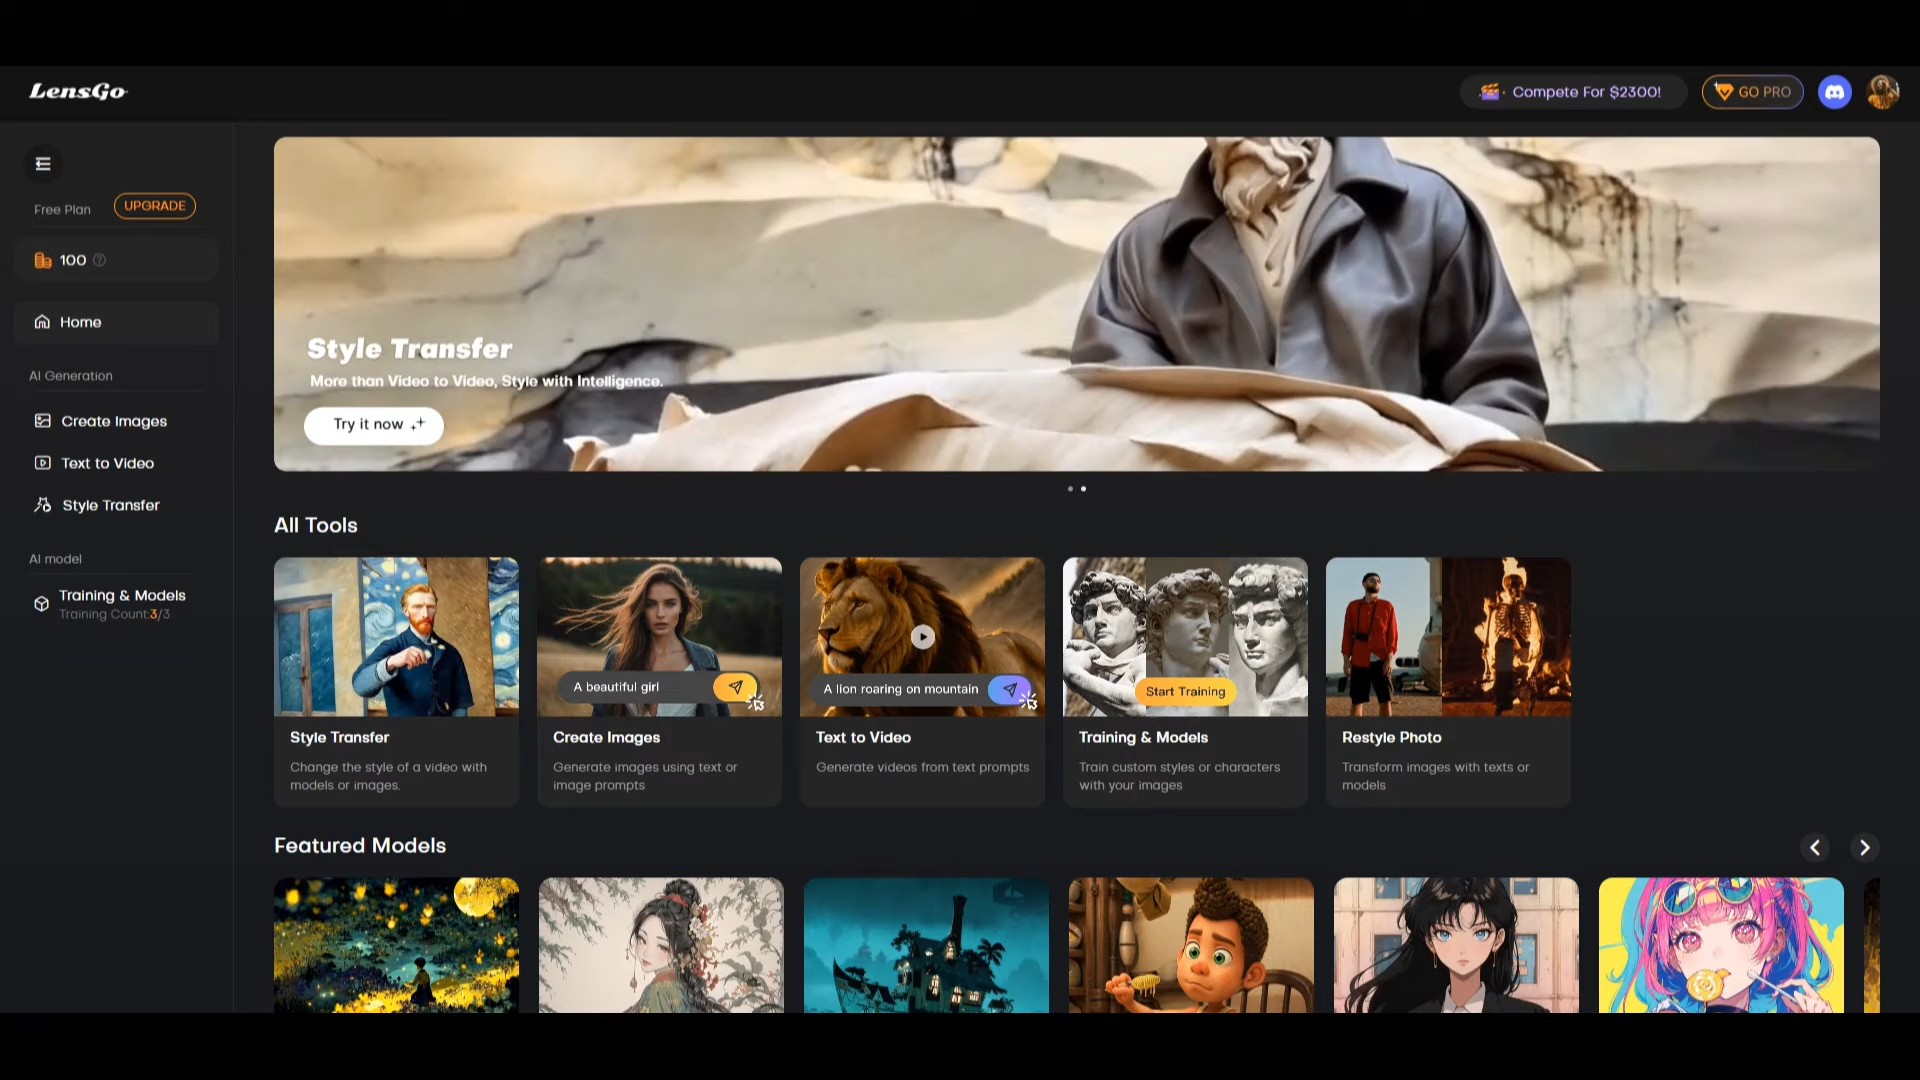 LensGo
Compete For $2300!
GO PRO
Free Plan
UPGRADE
100
Home
AI Generation
Create Images
Text to Video
Style Transfer
AI model
Training & Models
Training Count:3/3
Style Transfer
More than Video to Video, Style with Intelligence.
Try it now
All Tools
A beautiful girl
A lion roaring on mountain
Start Training
Style Transfer
Change the style of a video with
models or images.
Create Images
Generate images using text or
image prompts
Text to Video
Generate videos from text prompts
Training & Models
Train custom styles or characters
with your images
Restyle Photo
Transform images with texts or
models
Featured Models